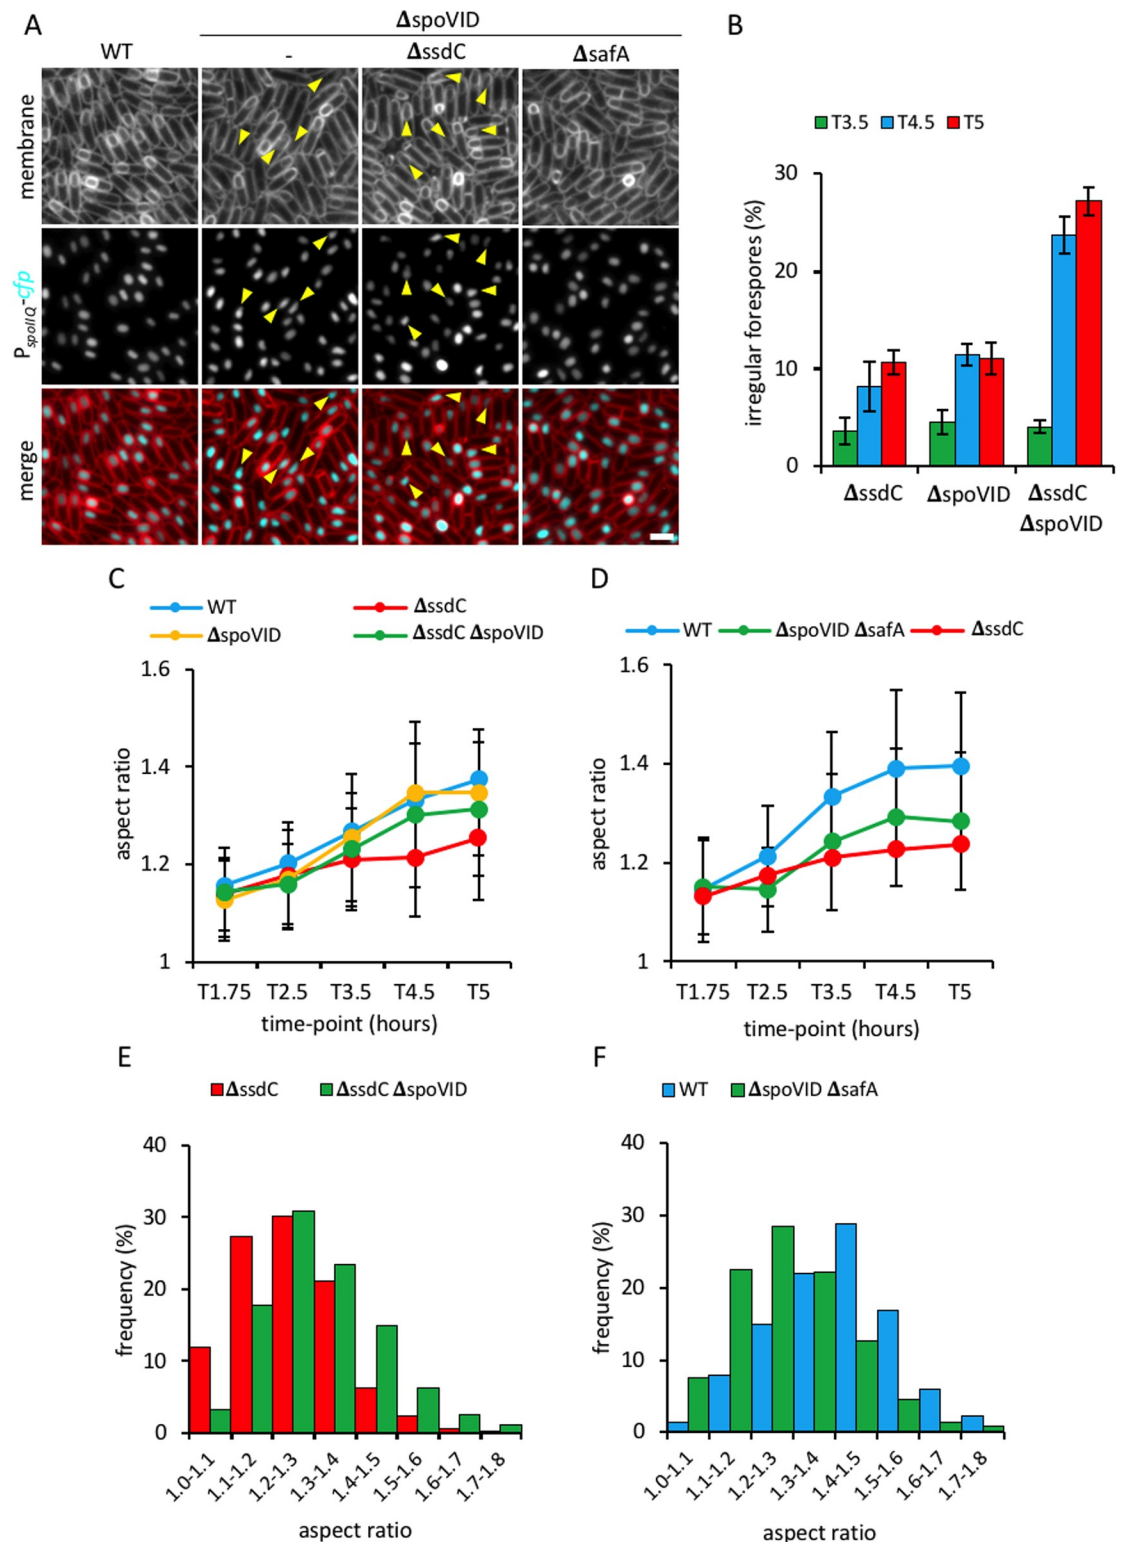 A
ΔspoVID
WT
-
ΔssdC
ΔsafA
membrane
PspoIIQ-cfp
merge
B
T3.5 T4.5 T5
irregular forespores (%)
30
20
10
0
ΔssdC ΔspoVID ΔssdC
ΔspoVID
C
WT ΔssdC
ΔspoVID ΔssdC ΔspoVID
aspect ratio
1.6
1.4
1.2
1
T1.75 T2.5 T3.5 T4.5 T5
time-point (hours)
D
WT ΔspoVID ΔsafA ΔssdC
aspect ratio
1.6
1.4
1.2
1
T1.75 T2.5 T3.5 T4.5 T5
time-point (hours)
E
ΔssdC ΔssdC ΔspoVID
frequency (%)
40
30
20
10
0
1.0-1.1 1.1-1.2 1.2-1.3 1.3-1.4 1.4-1.5 1.5-1.6 1.6-1.7 1.7-1.8
aspect ratio
F
WT ΔspoVID ΔsafA
frequency (%)
40
30
20
10
0
1.0-1.1 1.1-1.2 1.2-1.3 1.3-1.4 1.4-1.5 1.5-1.6 1.6-1.7 1.7-1.8
aspect ratio